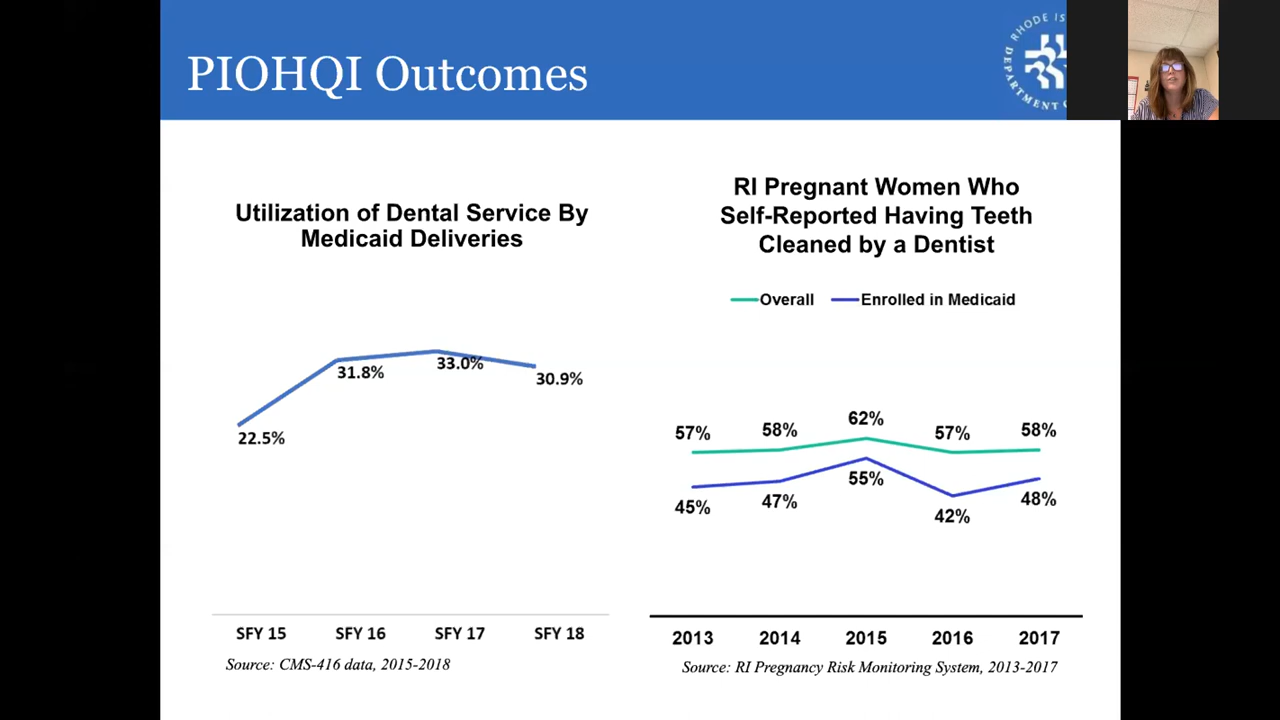 PIOHQI Outcomes
RHODE IS
DEPARTMENT
Utilization of Dental Service By
Medicaid Deliveries
22.5%
31.8%
33.0%
30.9%
SFY 15 SFY 16 SFY 17 SFY 18
Source: CMS-416 data, 2015-2018
RI Pregnant Women Who
Self-Reported Having Teeth
Cleaned by a Dentist
Overall Enrolled in Medicaid
57% 58% 62% 57% 58%
45% 47% 55% 42% 48%
2013 2014 2015 2016 2017
Source: RI Pregnancy Risk Monitoring System, 2013-2017